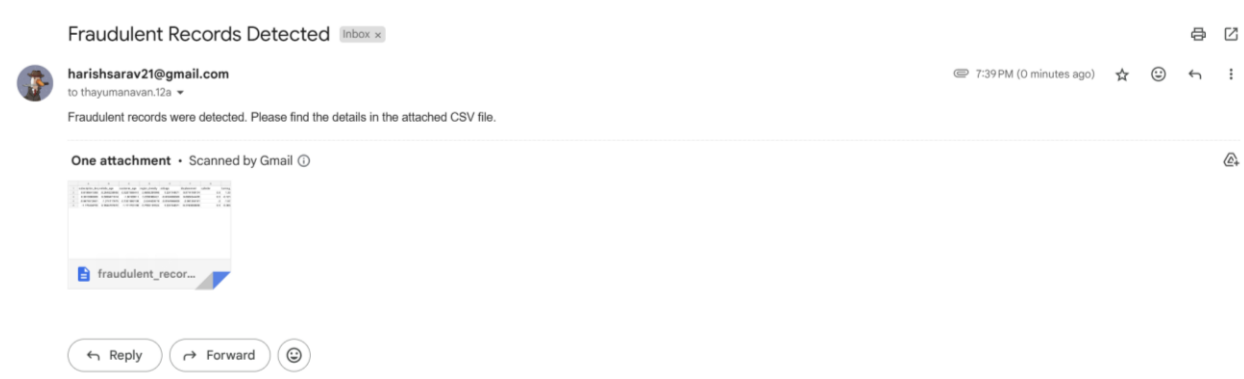 Fraudulent Records Detected Inbox x
harishsarav21@gmail.com 7:39 PM (0 minutes ago)
to thayumanavan.12a
Fraudulent records were detected. Please find the details in the attached CSV file.
One attachment • Scanned by Gmail
fraudulent_recor...
Reply Forward